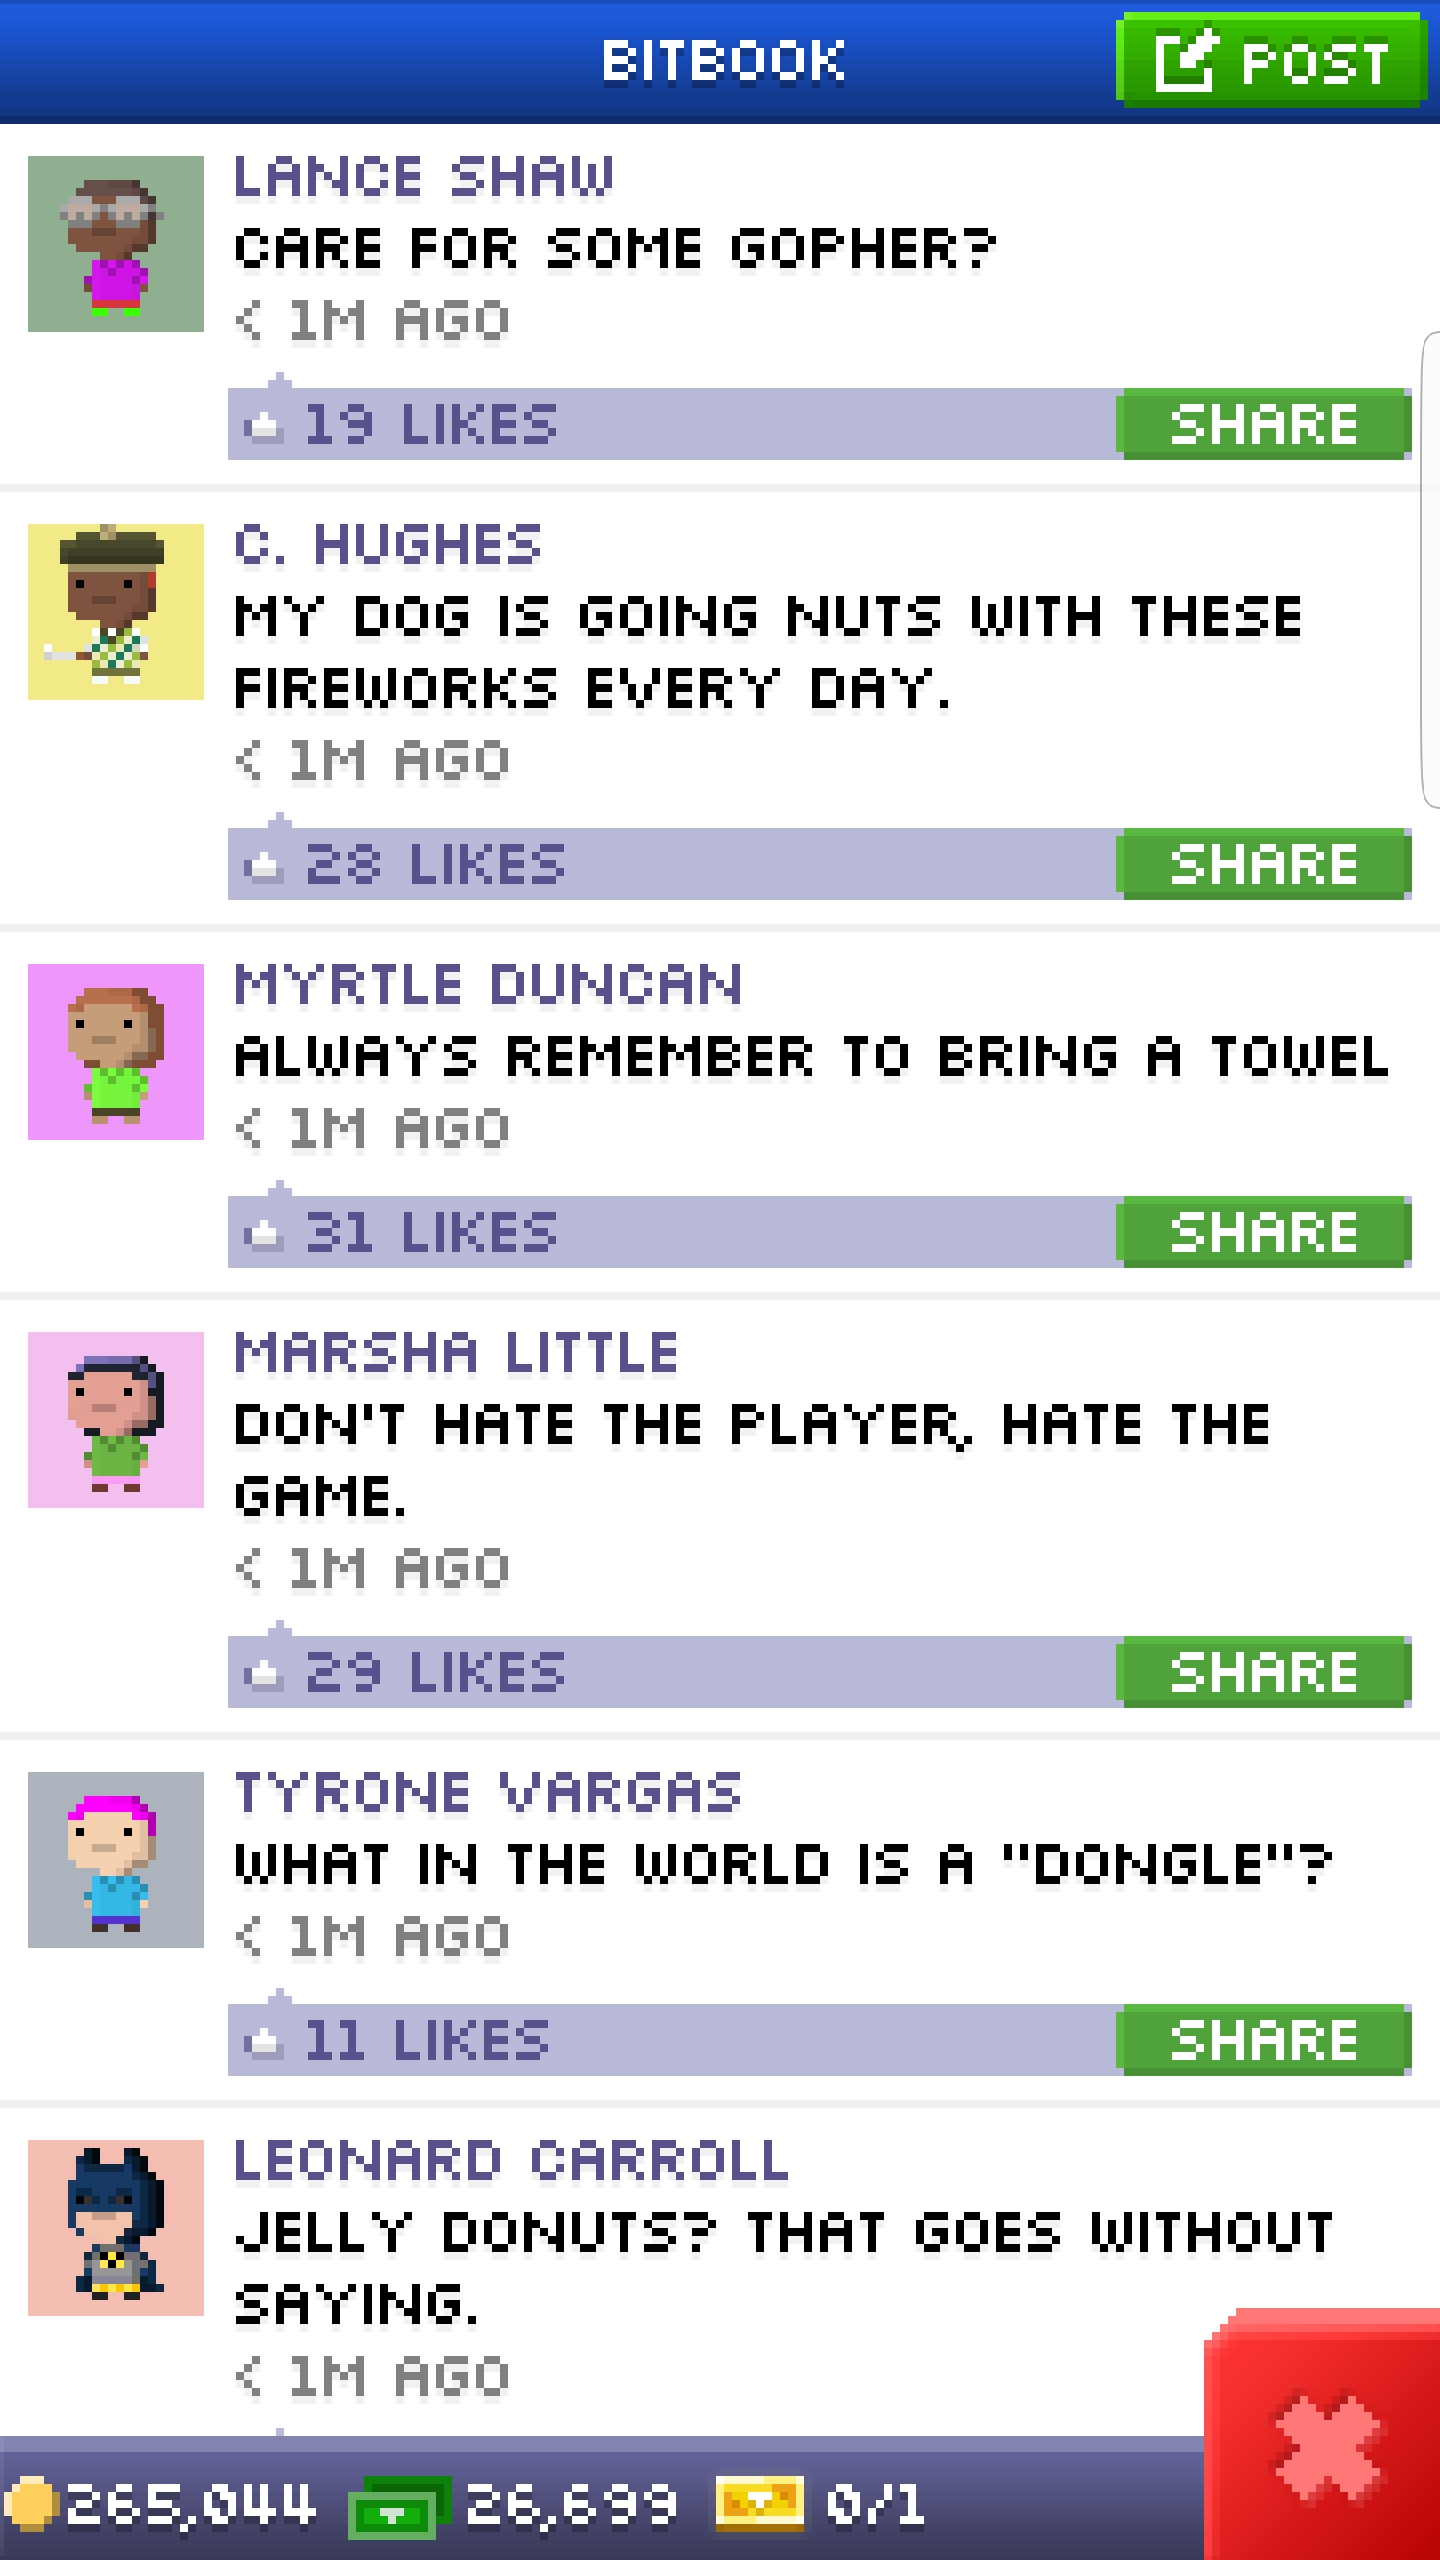 BITBOOK
POST
LANCE SHAW
CARE FOR SOME GOPHER?
< 1M AGO
19 LIKES
SHARE
C. HUGHES
MY DOG IS GOING NUTS WITH THESE
FIREWORKS EVERY DAY.
< 1M AGO
28 LIKES
SHARE
MYRTLE DUNCAN
ALWAYS REMEMBER TO BRING A TOWEL
< 1M AGO
31 LIKES
SHARE
MARSHA LITTLE
DON'T HATE THE PLAYER, HATE THE
GAME.
< 1M AGO
29 LIKES
SHARE
TYRONE VARGAS
WHAT IN THE WORLD IS A "DONGLE"?
< 1M AGO
11 LIKES
SHARE
LEONARD CARROLL
JELLY DONUTS? THAT GOES WITHOUT
SAYING.
< 1M AGO
265,044 26,699 0/1